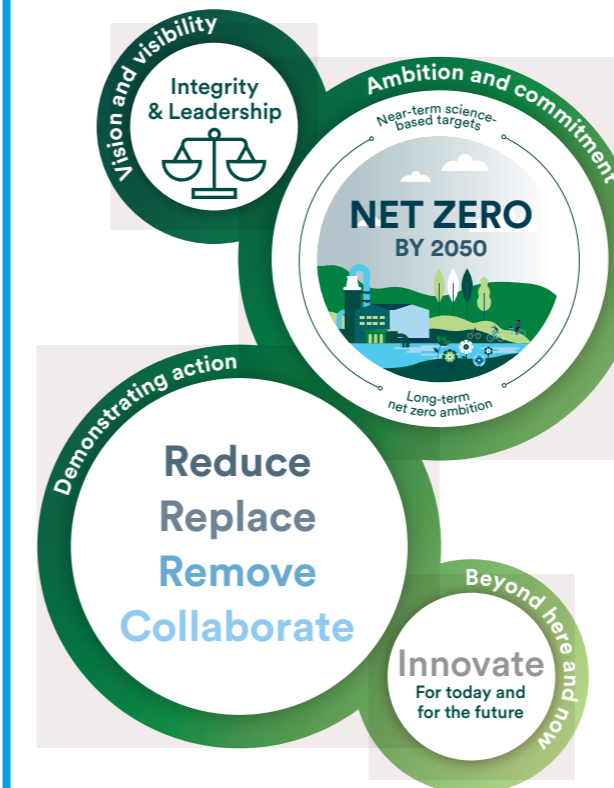 Vision and visibility
Integrity
& Leadership
Ambition and commitment
Near-term science-
based targets
NET ZERO
BY 2050
Long-term
net zero ambition
Demonstrating action
Reduce
Replace
Remove
Collaborate
Beyond here and now
Innovate
For today and
for the future